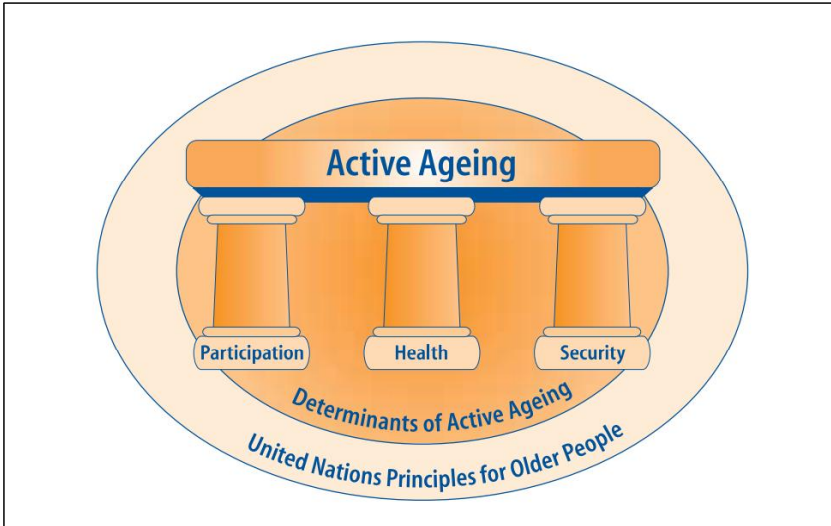 Active Ageing
Participation
Health
Security
Determinants of Active Ageing
United Nations Principles for Older People